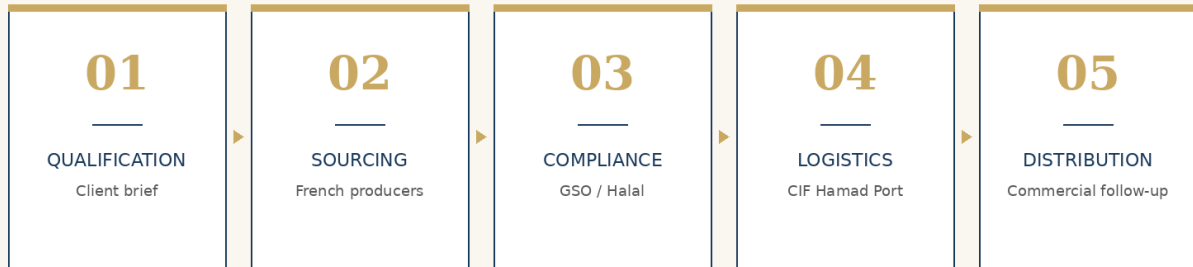 01
QUALIFICATION
Client brief
02
SOURCING
French producers
03
COMPLIANCE
GSO / Halal
04
LOGISTICS
CIF Hamad Port
05
DISTRIBUTION
Commercial follow-up